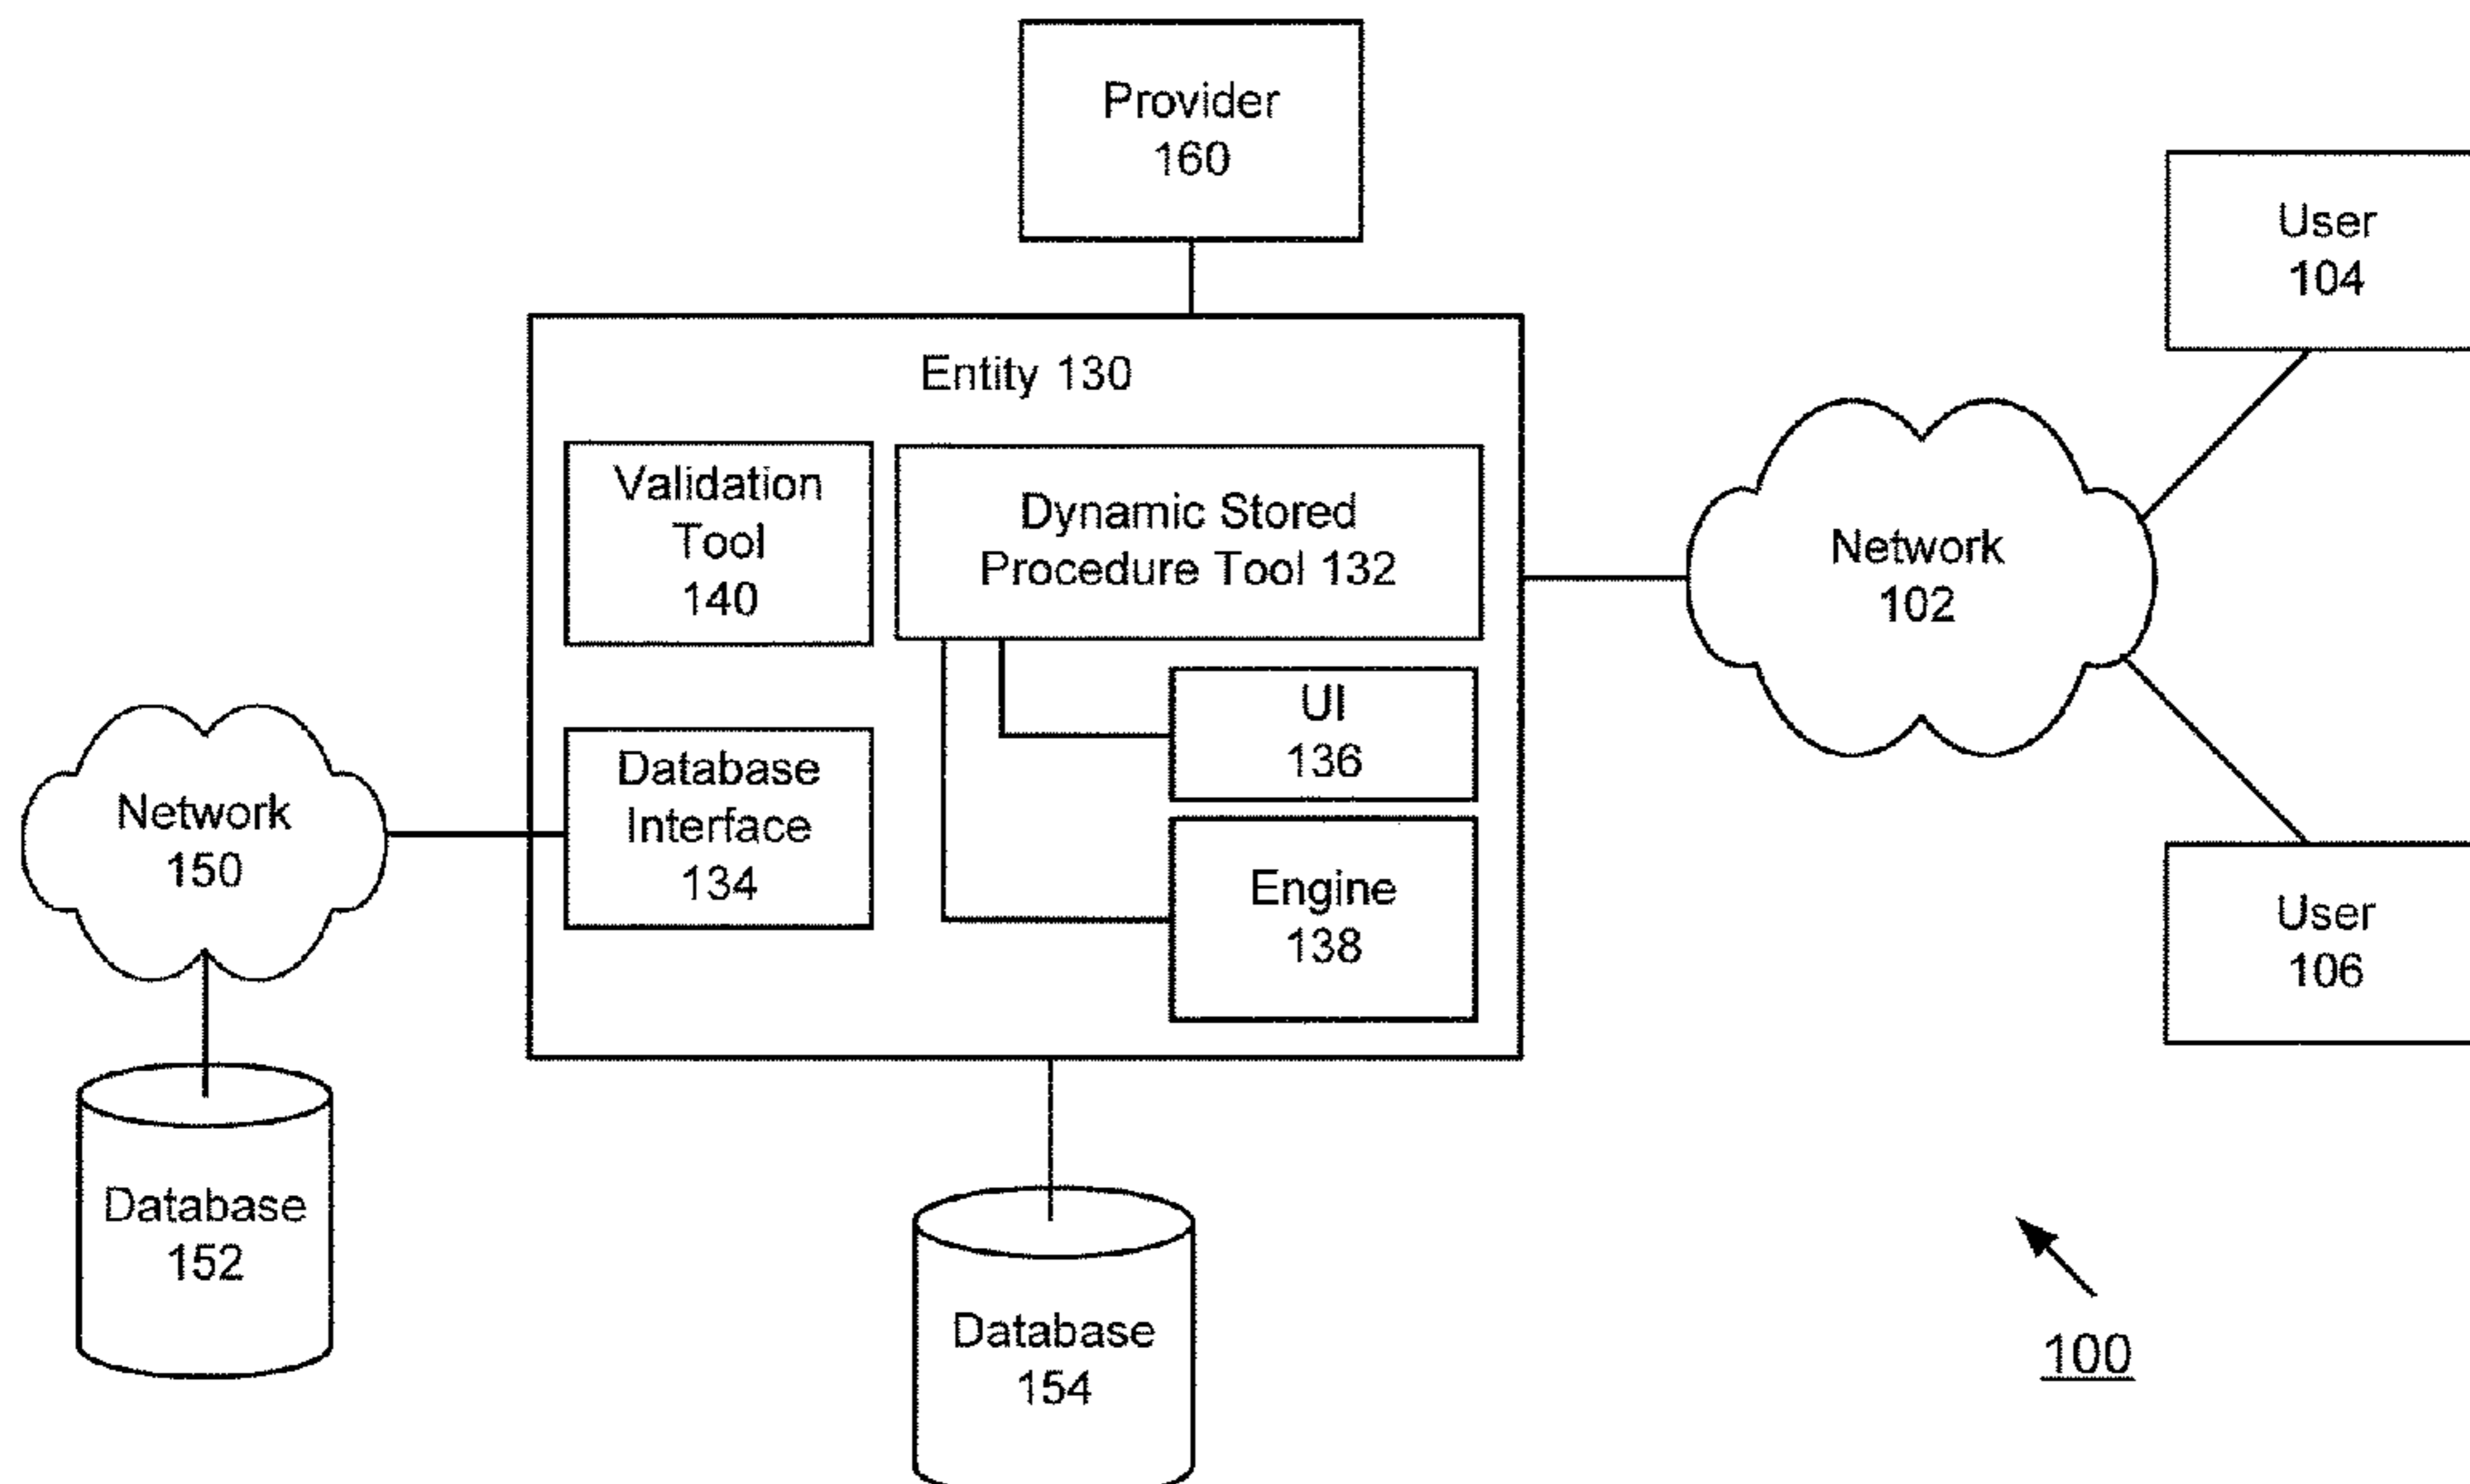 Provider
160
User
104
Entity 130
Validation
Tool
140
Dynamic Stored
Procedure Tool 132
Network
102
UI
136
Database
Interface
134
Network
150
Engine
138
User
106
Database
152
Database
154
100